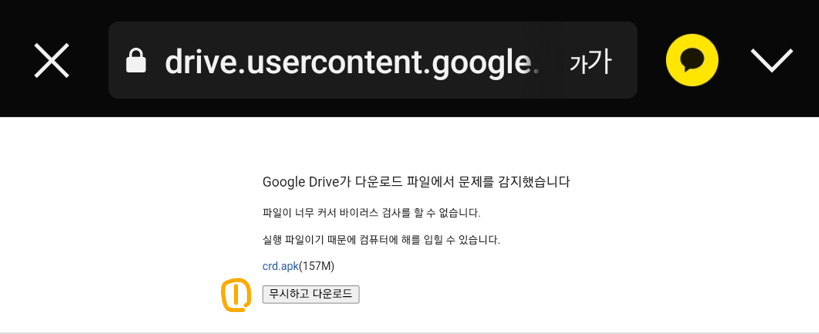 drive.usercontent.google.
가가
Google Drive가 다운로드 파일에서 문제를 감지했습니다
파일이 너무 커서 바이러스 검사를 할 수 없습니다.
실행 파일이기 때문에 컴퓨터에 해를 입힐 수 있습니다.
crd.apk(157M)
① 무시하고 다운로드